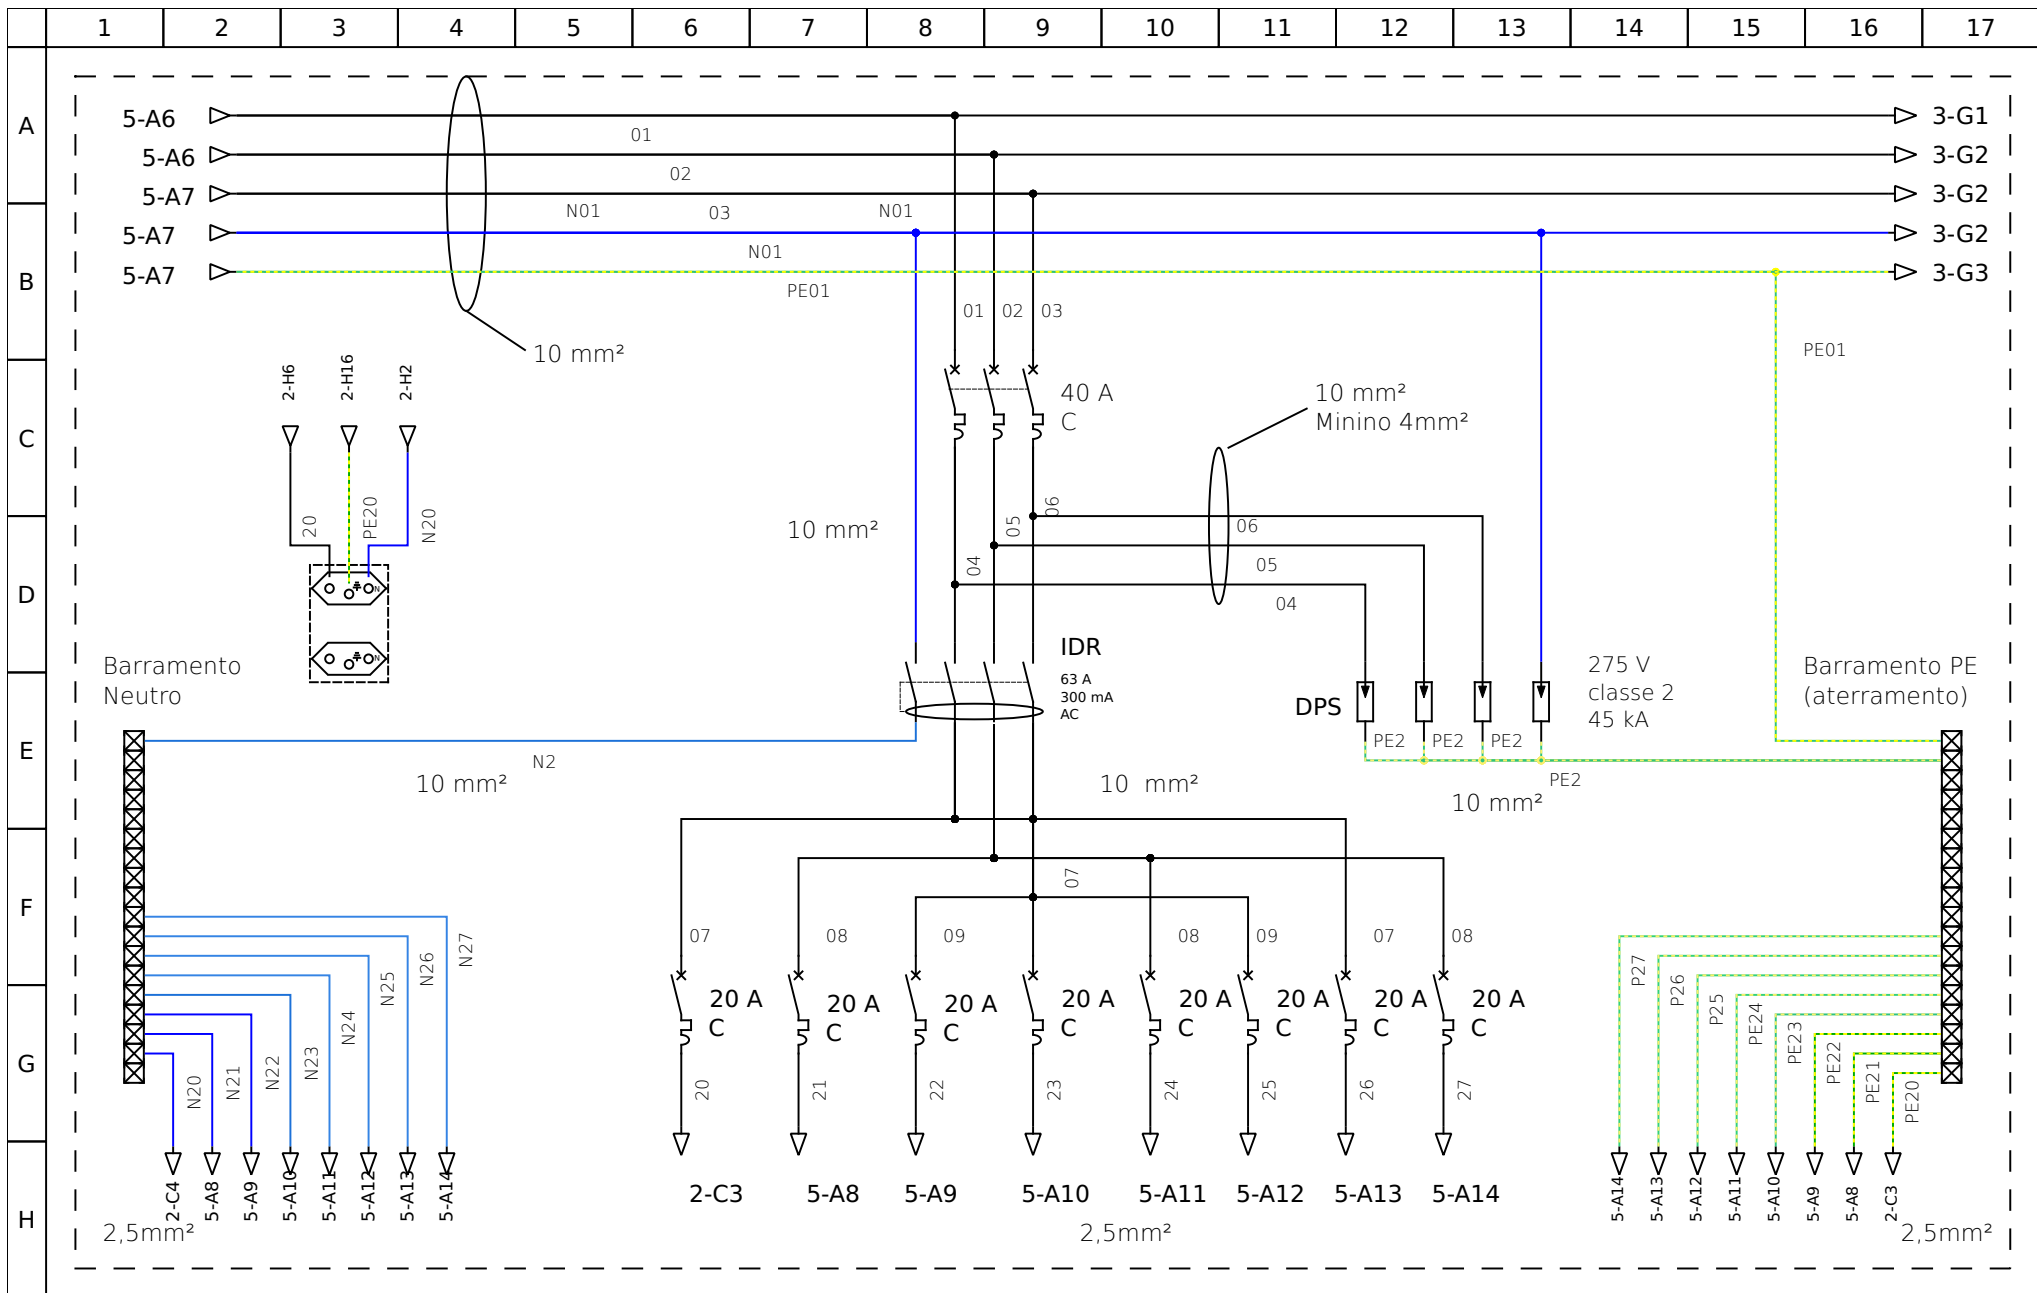 1 2 3 4 5 6 7 8 9 10 11 12 13 14 15 16 17
A
5-A6
01
3-G1
5-A6
02
3-G2
5-A7
N01
03
N01
3-G2
B
5-A7
N01
3-G2
5-A7
PE01
3-G3
01
02
03
10 mm²
PE01
C
2-H6
2-H16
2-H2
40 A
C
10 mm²
Minino 4mm²
20
PE20
N20
10 mm²
04
05
06
06
05
04
D
N
N
Barramento
Neutro
IDR
63 A
300 mA
AC
DPS
275 V
classe 2
45 kA
Barramento PE
(aterramento)
E
N2
PE2
PE2
PE2
PE2
10 mm²
10  mm²
10 mm²
F
07
07
08
09
08
09
07
08
N27
N26
N25
N24
N23
N22
N21
N20
P27
P26
P25
PE24
PE23
PE22
PE21
PE20
20 A
C
20 A
C
20 A
C
20 A
C
20 A
C
20 A
C
20 A
C
20 A
C
G
20
21
22
23
24
25
26
27
H
2-C4
5-A8
5-A9
5-A10
5-A11
5-A12
5-A13
5-A14
2-C3
5-A8
5-A9
5-A10
5-A11
5-A12
5-A13
5-A14
5-A14
5-A13
5-A12
5-A11
5-A10
5-A9
5-A8
2-C3
2,5mm²
2,5mm²
2,5mm²